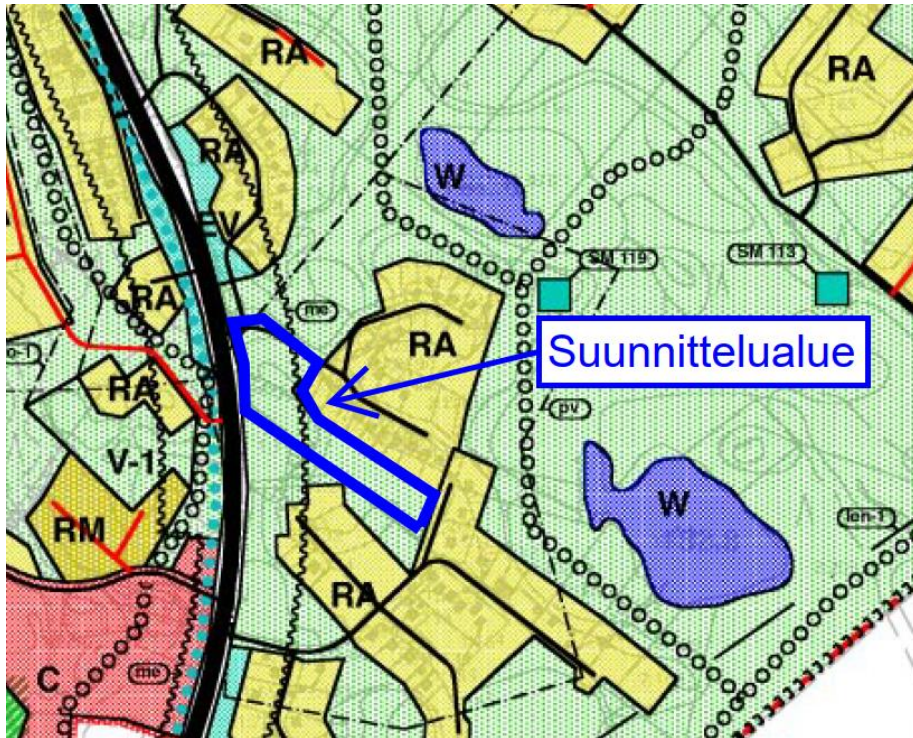 RA
RA
RA
W
EV
SM 119
SM 113
RA
me
RA
Suunnittelualue
RA
pv
V-1
W
RM
len-1
RA
C
me